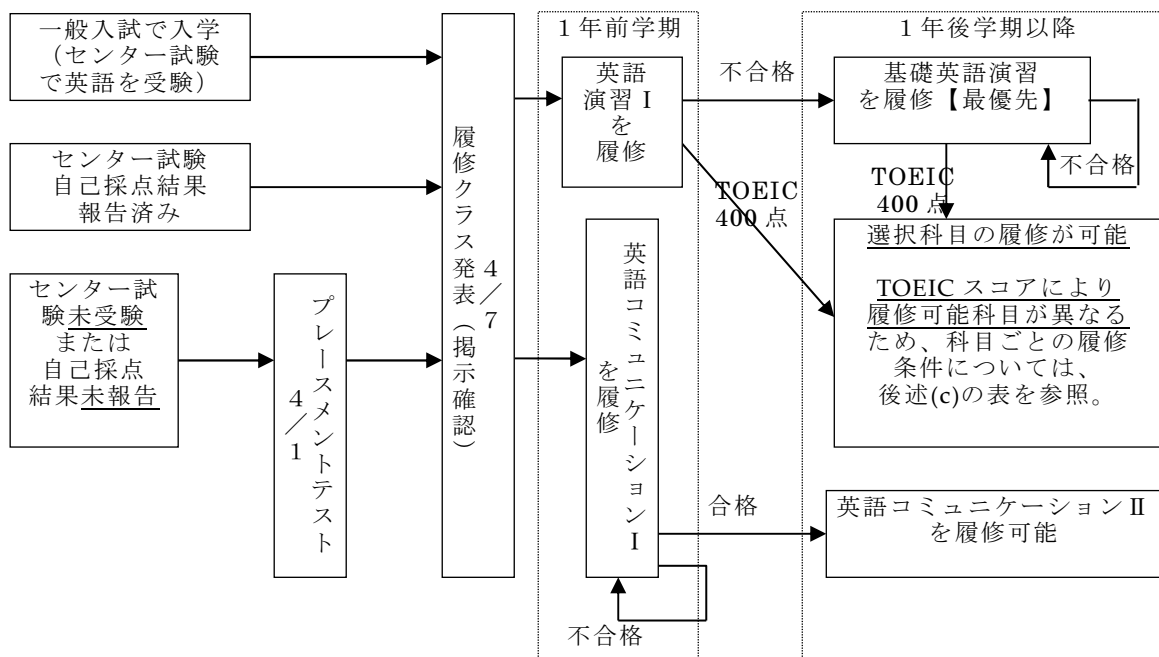 一般入試で入学
（センター試験
で英語を受験）
センター試験
自己採点結果
報告済み
センター試
験未受験
または
自己採点
結果未報告
プレースメントテスト
４／１
履修クラス発表（掲示確認）
４／７
１年前学期
英語
演習Ⅰ
を
履修
英語コミュニケーションⅠ
を履修
不合格
不合格
TOEIC
400 点
合格
１年後学期以降
基礎英語演習
を履修【最優先】
不合格
TOEIC
400 点
選択科目の履修が可能
TOEIC スコアにより
履修可能科目が異なる
ため、科目ごとの履修
条件については、
後述(c)の表を参照。
英語コミュニケーションⅡ
を履修可能